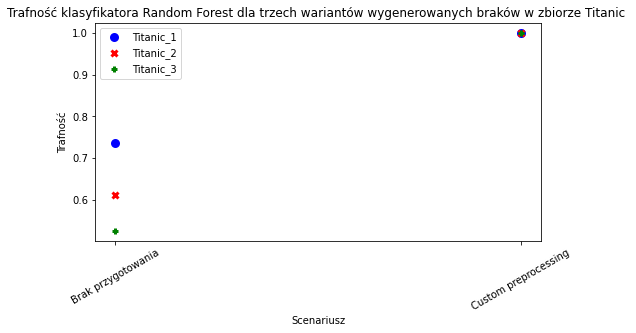 Trafność klasyfikatora Random Forest dla trzech wariantów wygenerowanych braków w zbiorze Titanic
Titanic_1
Titanic_2
Titanic_3
1.0
0.9
0.8
0.7
0.6
Trafność
Brak przygotowania
Custom preprocessing
Scenariusz